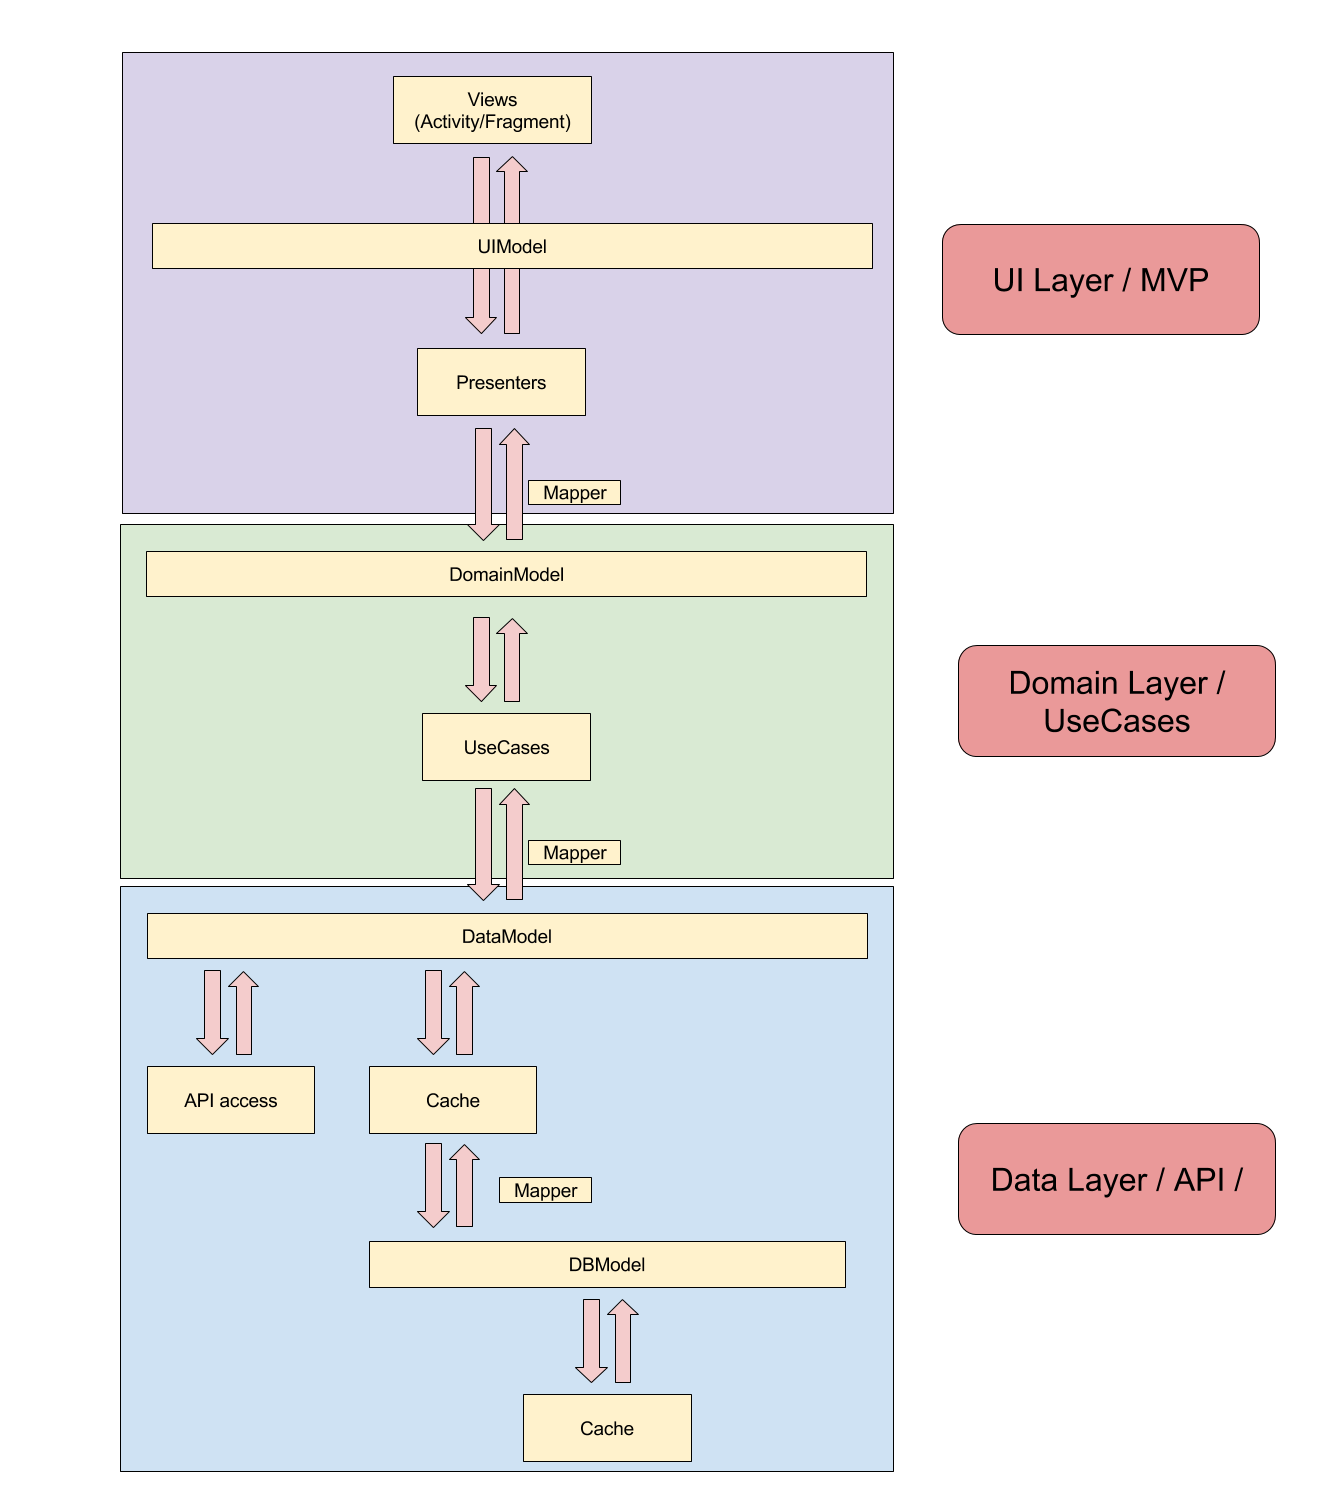 Views
(Activity/Fragment)
UIModel
UI Layer / MVP
Presenters
Mapper
DomainModel
Domain Layer /
UseCases
UseCases
Mapper
DataModel
API access
Cache
Data Layer / API /
Mapper
DBModel
Cache